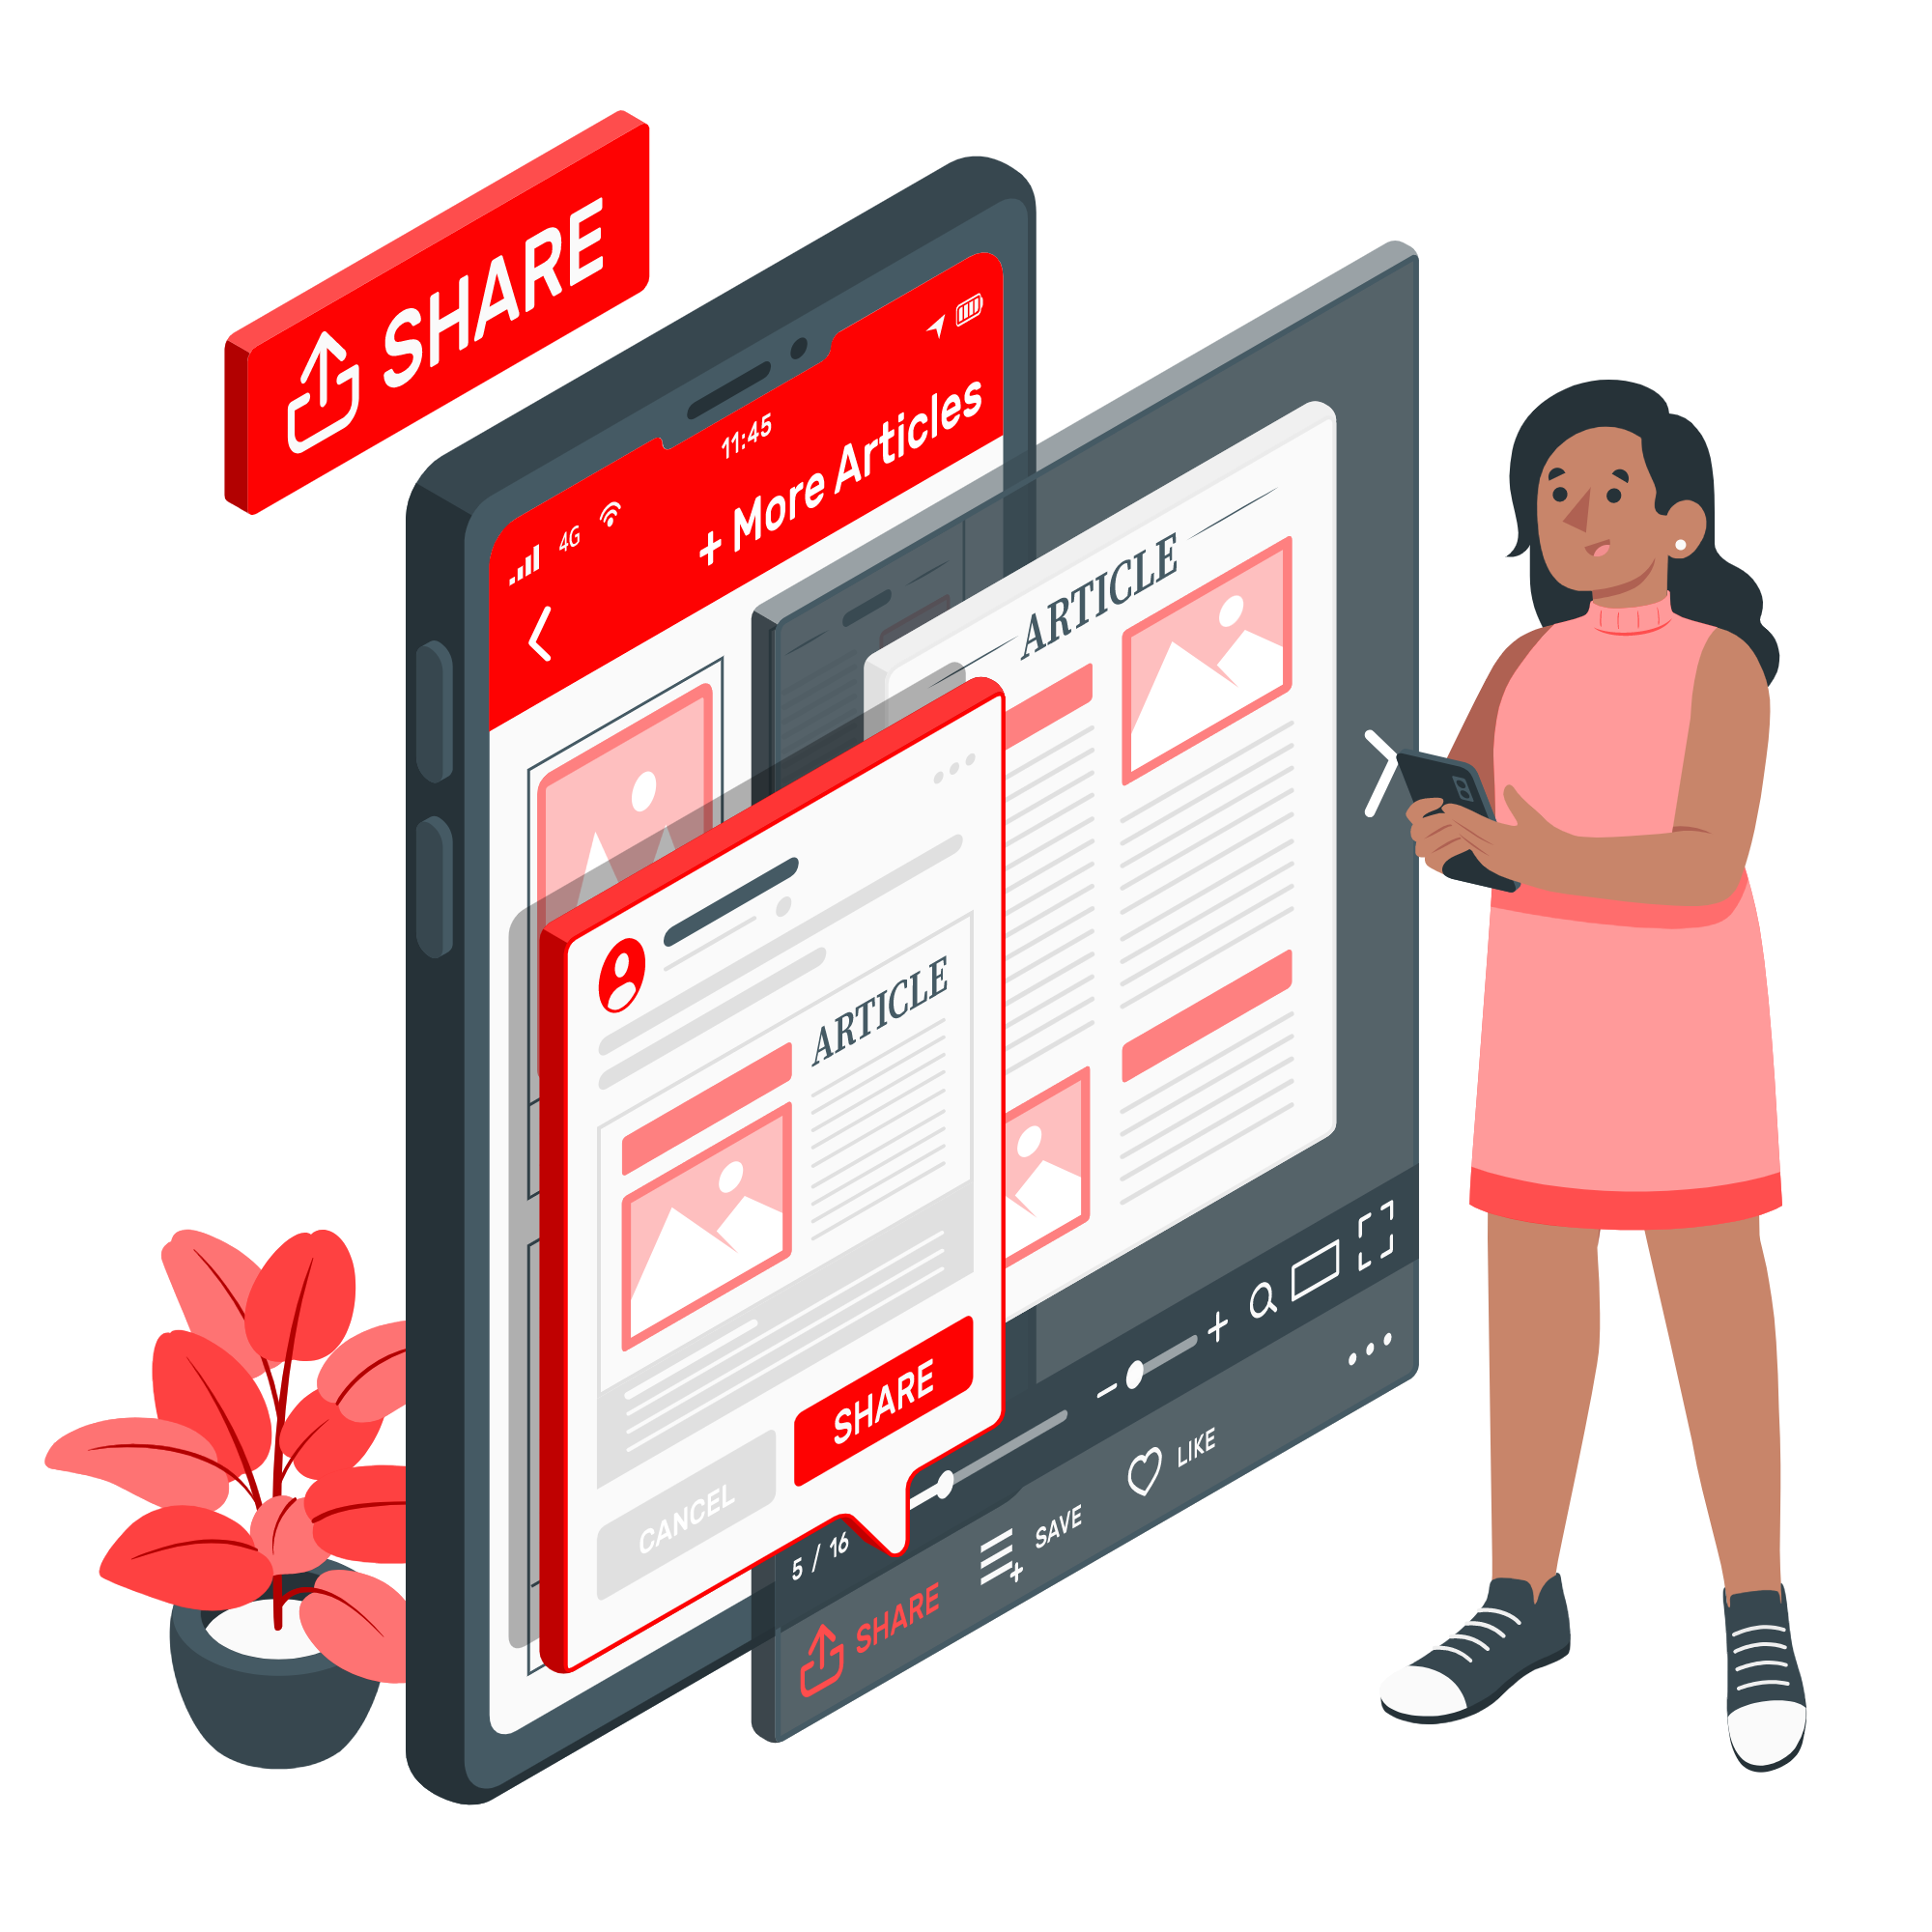 SHARE
11:45
4G
+ More Articles
ARTICLE
ARTICLE
SHARE
CANCEL
5 / 16
LIKE
SAVE
SHARE